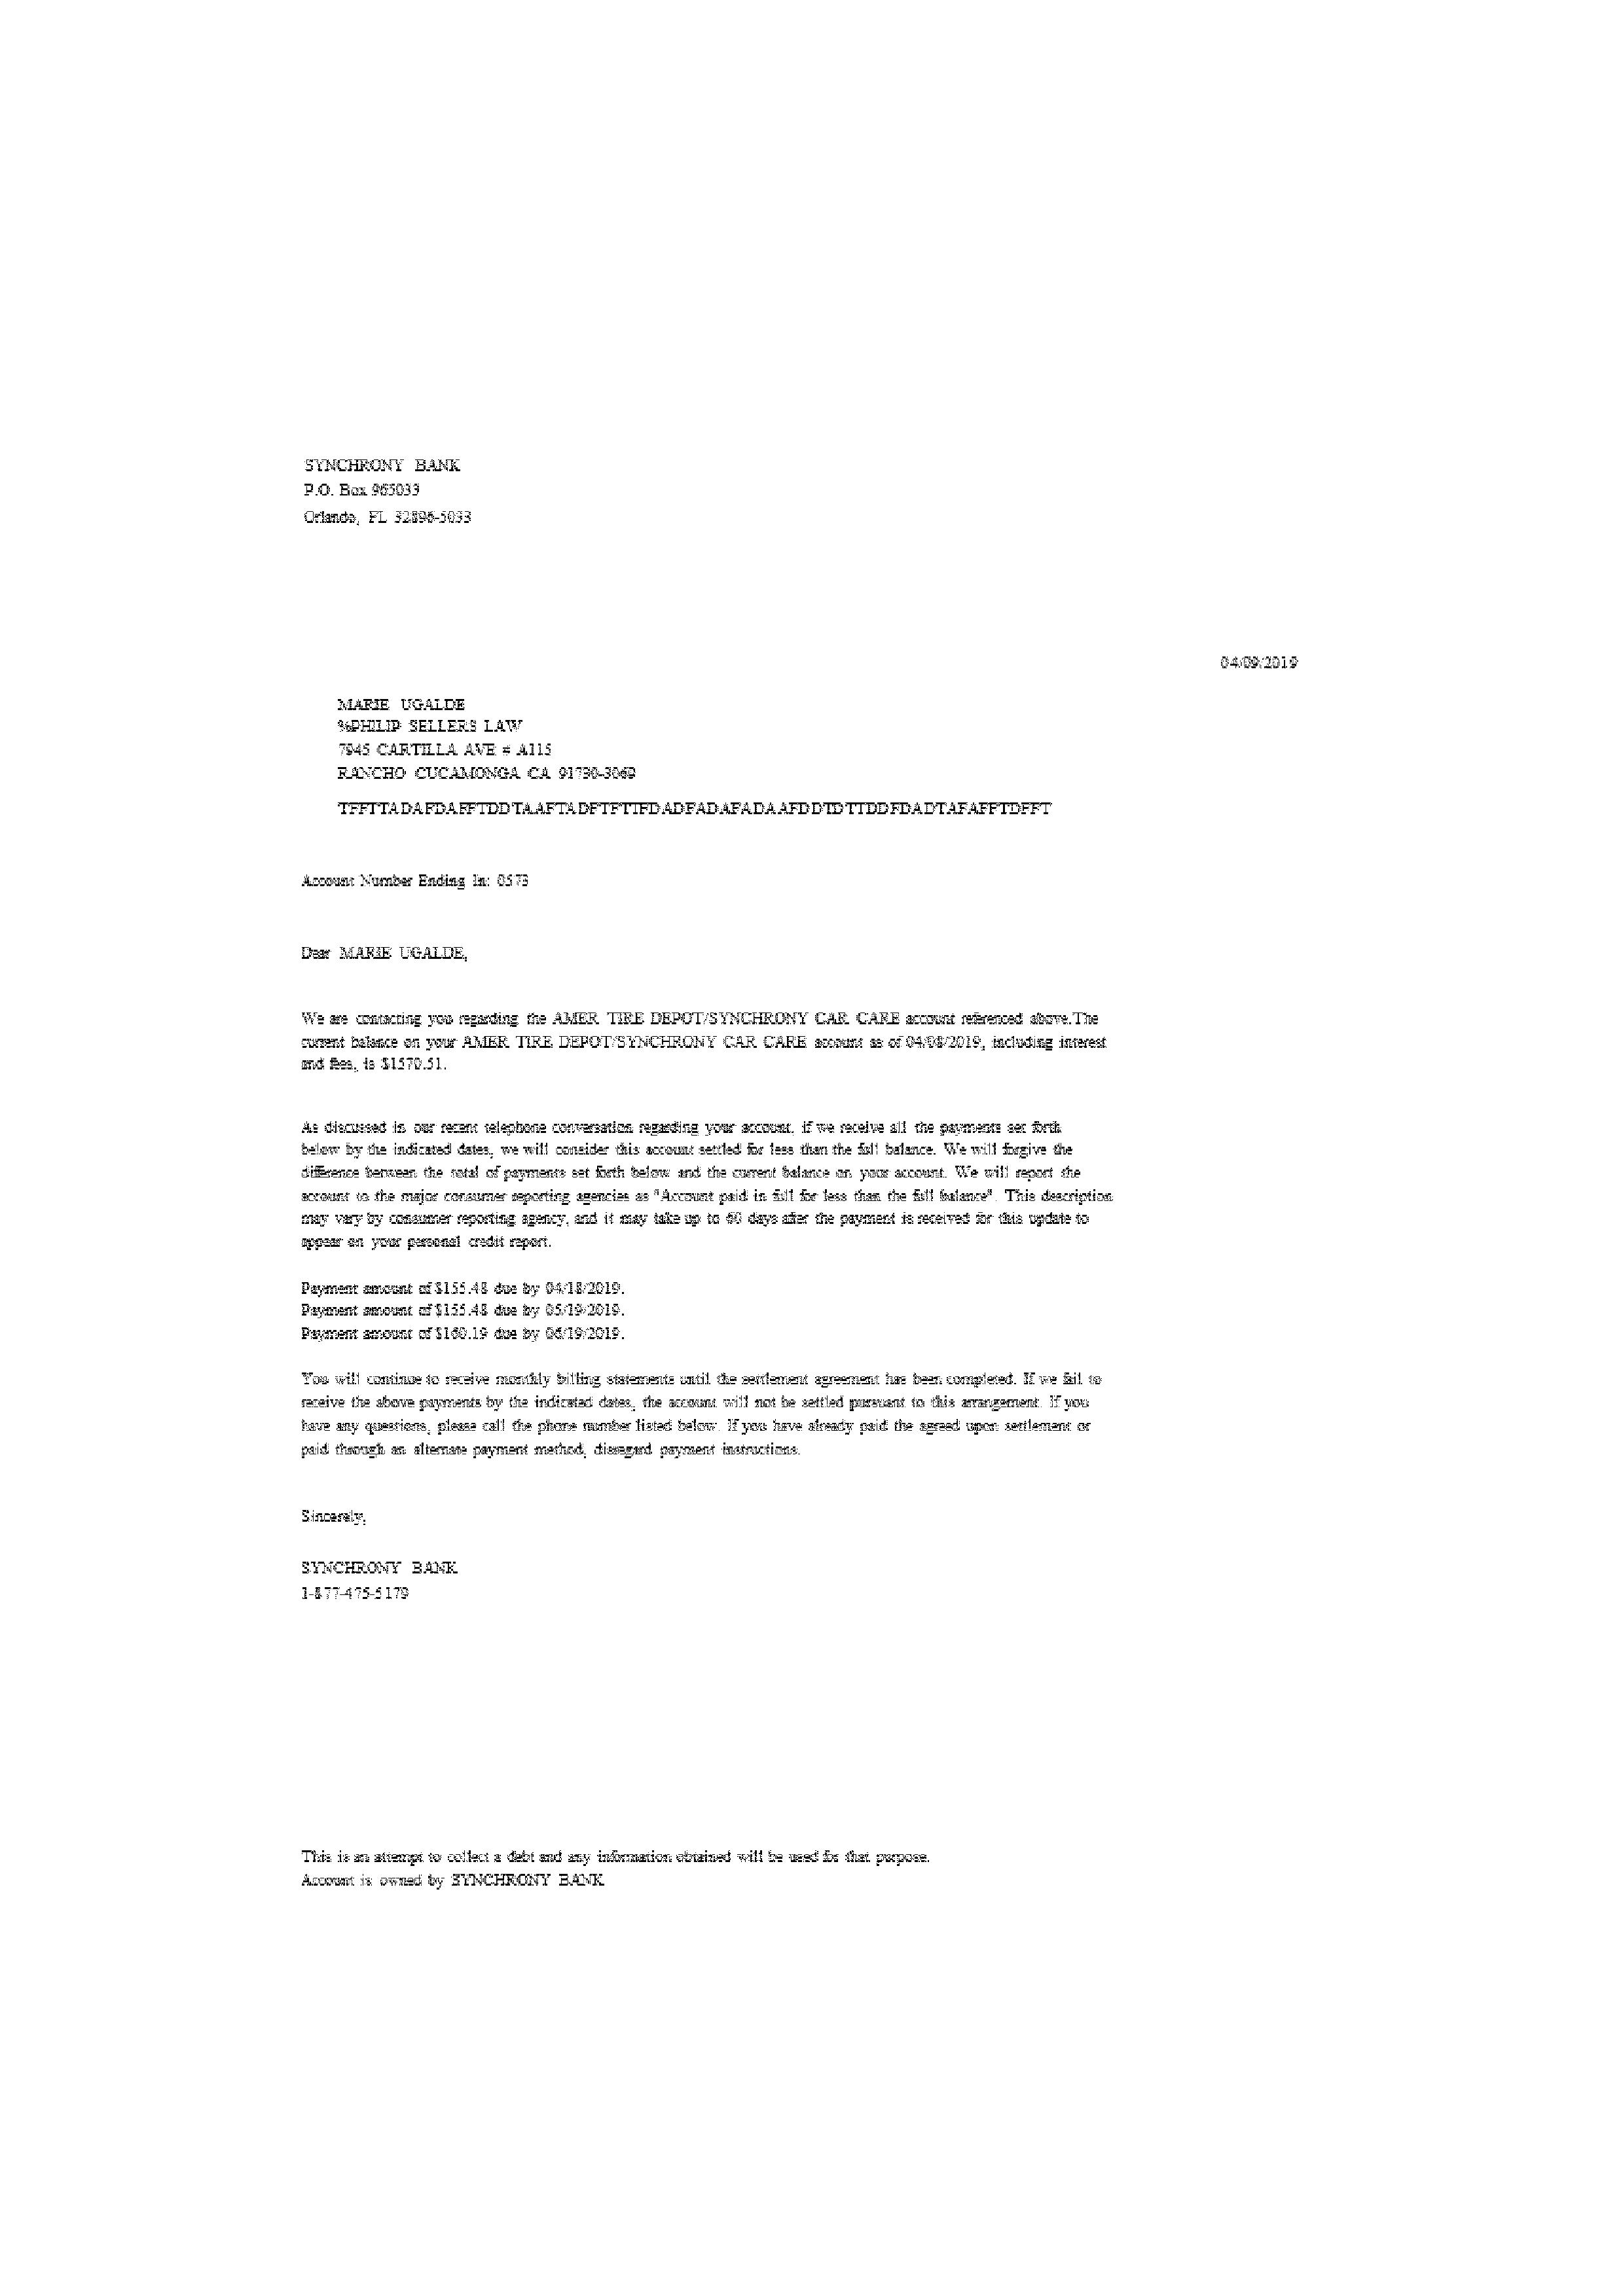 SYNCHRONY BANK
P.O. Box 965033
Orlando, FL 32896-5033
04/09/2019
MARIE UGALDE
%PHILIP SELLERS LAW
7945 CARTILLA AVE # A115
RANCHO CUCAMONGA CA 91730-3069
TFFTTADAFDAFFTDDTAAFTADFTFTTFDADFADAFADAAFDDTDTTDDFDADTAFAFFTDFFT
Account Number Ending In: 0573
Dear MARIE UGALDE,
We are contacting you regarding the AMER TIRE DEPOT/SYNCHRONY CAR CARE account referenced above.The
current balance on your AMER TIRE DEPOT/SYNCHRONY CAR CARE account as of 04/08/2019, including interest
and fees, is $1570.51.
As discussed in our recent telephone conversation regarding your account, if we receive all the payments set forth
below by the indicated dates, we will consider this account settled for less than the full balance. We will forgive the
difference between the total of payments set forth below and the current balance on your account. We will report the
account to the major consumer reporting agencies as "Account paid in full for less than the full balance". This description
may vary by consumer reporting agency, and it may take up to 60 days after the payment is received for this update to
appear on your personal credit report.
Payment amount of $155.48 due by 04/18/2019.
Payment amount of $155.48 due by 05/19/2019.
Payment amount of $160.19 due by 06/19/2019.
You will continue to receive monthly billing statements until the settlement agreement has been completed. If we fail to
receive the above payments by the indicated dates, the account will not be settled pursuant to this arrangement. If you
have any questions, please call the phone number listed below. If you have already paid the agreed upon settlement or
paid through an alternate payment method, disregard payment instructions.
Sincerely,
SYNCHRONY BANK
1-877-475-5179
This is an attempt to collect a debt and any information obtained will be used for that purpose.
Account is owned by SYNCHRONY BANK